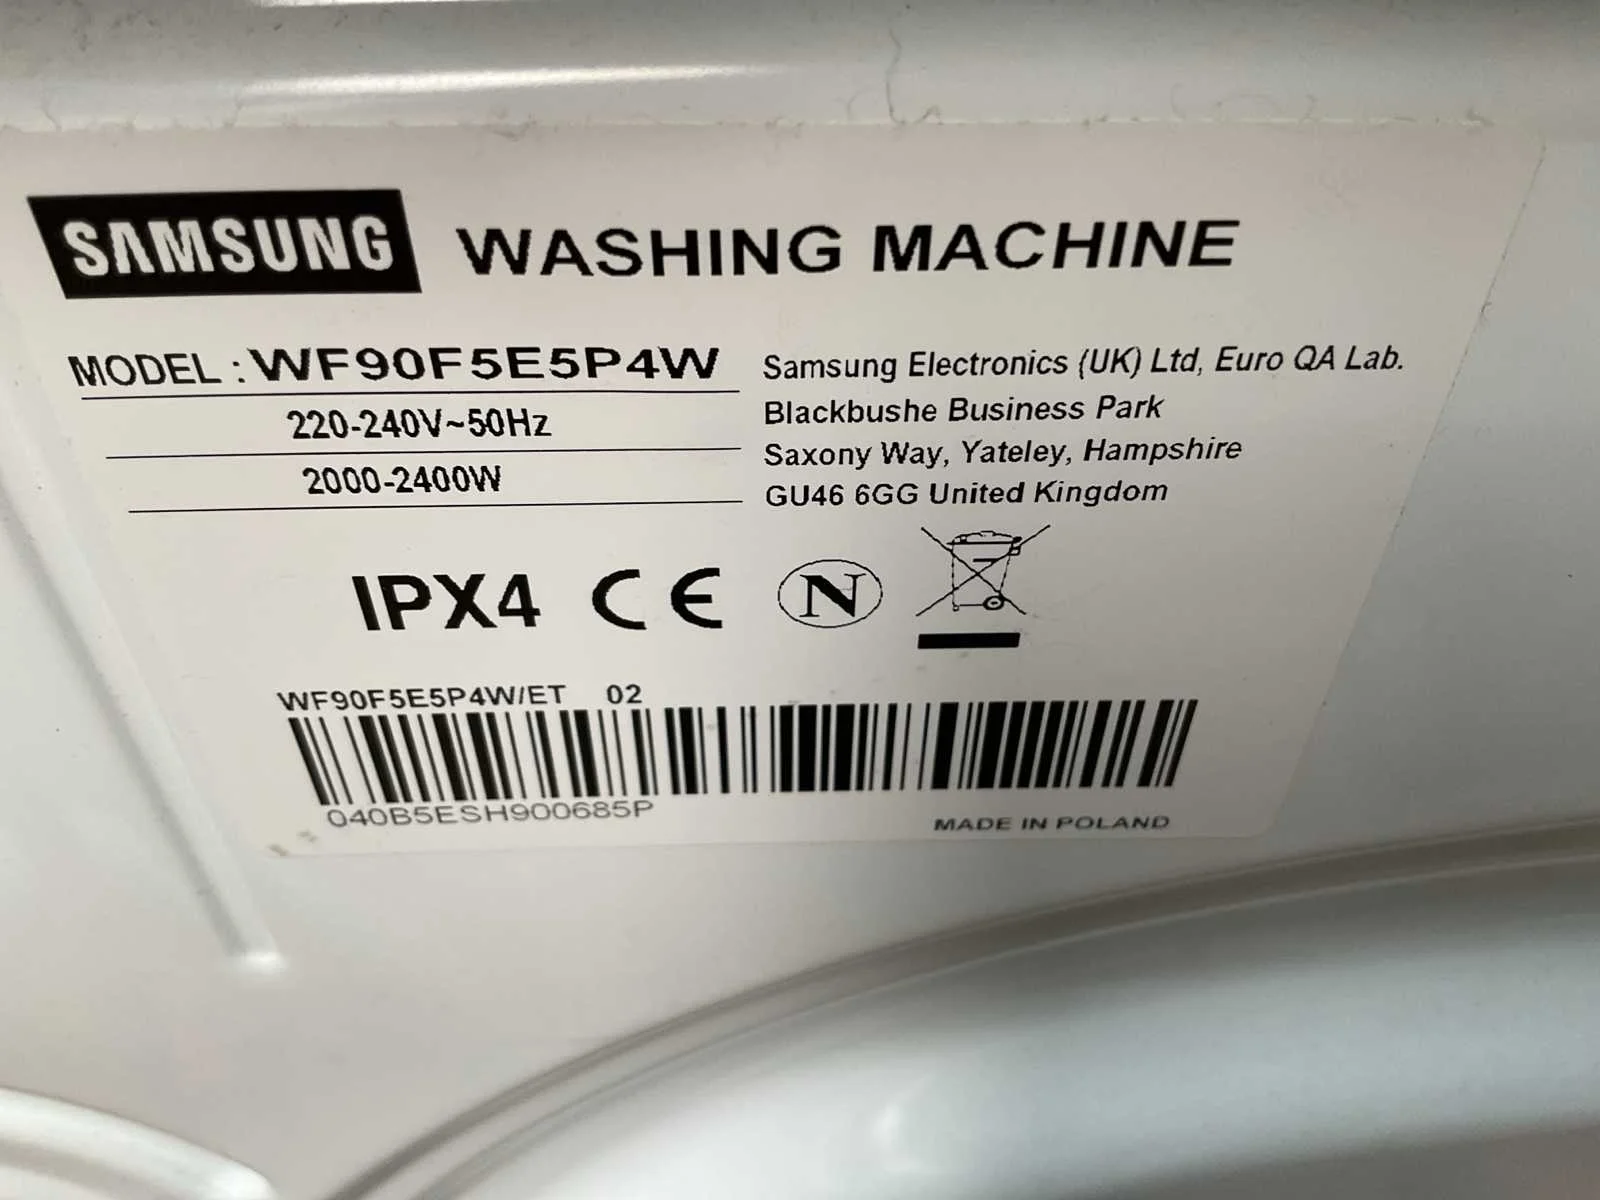 SAMSUNG WASHING MACHINE
MODEL : WF90F5E5P4W
220-240V~50Hz
2000-2400W
Samsung Electronics (UK) Ltd, Euro QA Lab.
Blackbushe Business Park
Saxony Way, Yateley, Hampshire
GU46 6GG United Kingdom
IPX4 CE N
WF90F5E5P4W/ET 02
040B5ESH900685P
MADE IN POLAND